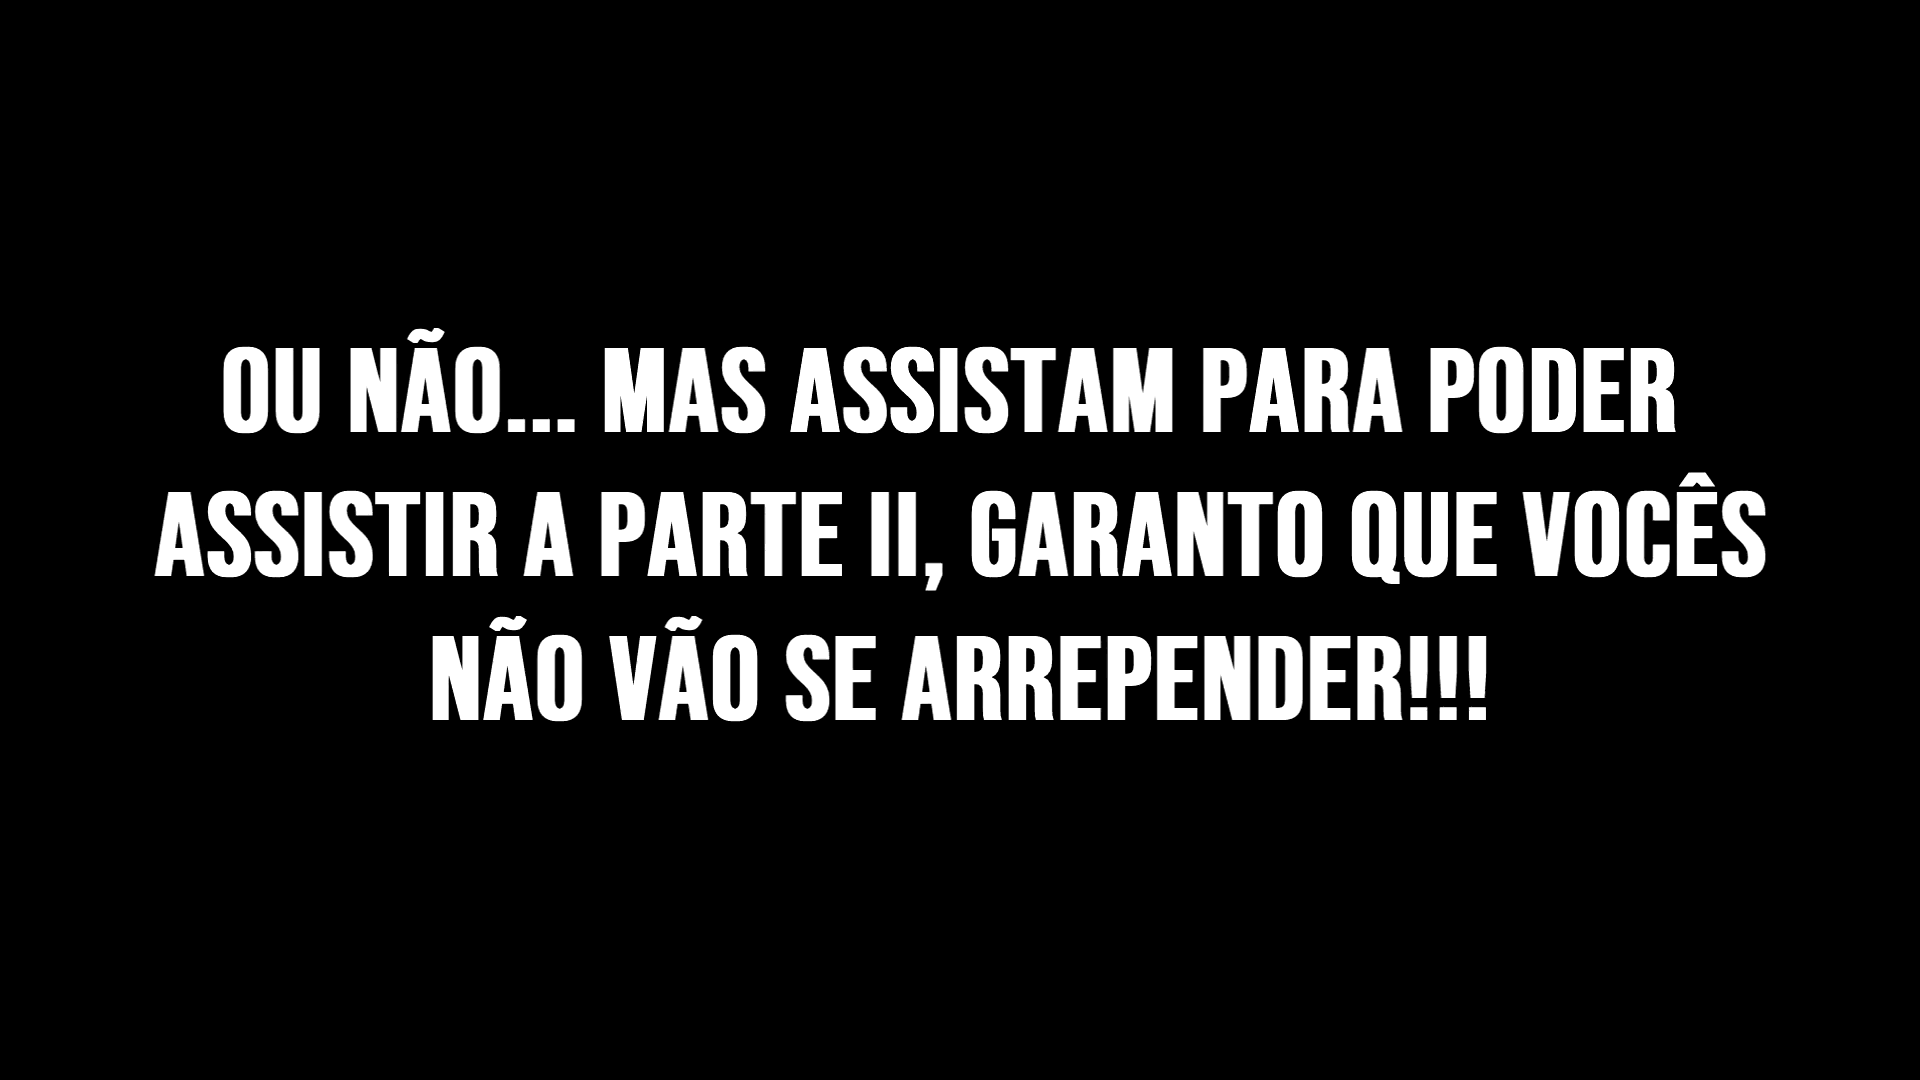 OU NÃO... MAS ASSISTAM PARA PODER
ASSISTIR A PARTE II, GARANTO QUE VOCÊS
NÃO VÃO SE ARREPENDER!!!